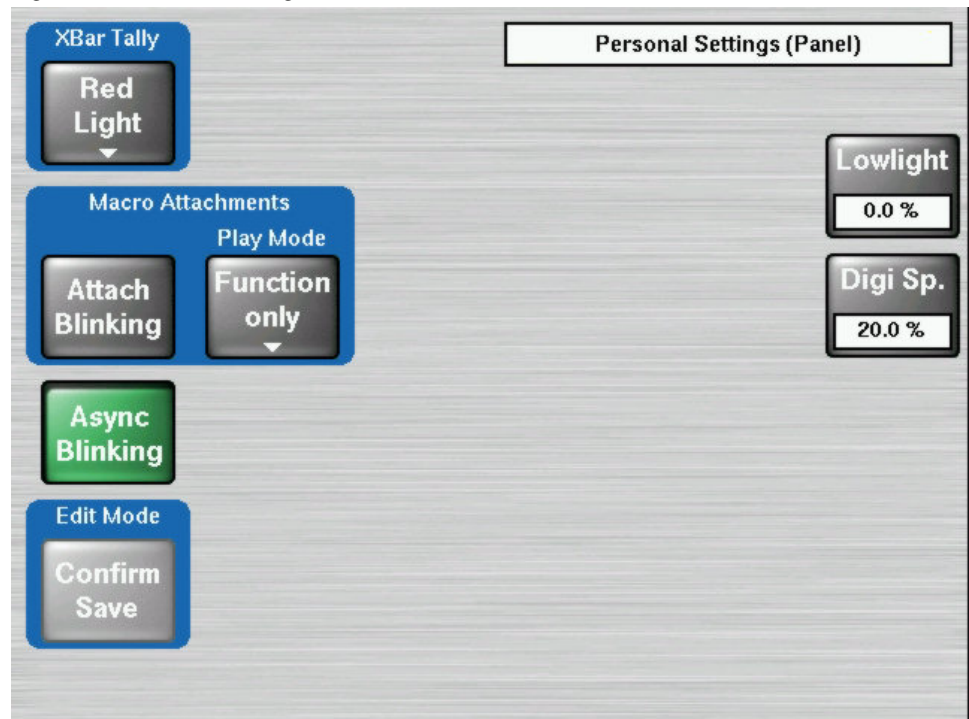 XBar Tally
Personal Settings (Panel)
Red
Light
Lowlight
0.0 %
Macro Attachments
Play Mode
Attach
Blinking
Function
only
Digi Sp.
20.0 %
Async
Blinking
Edit Mode
Confirm
Save